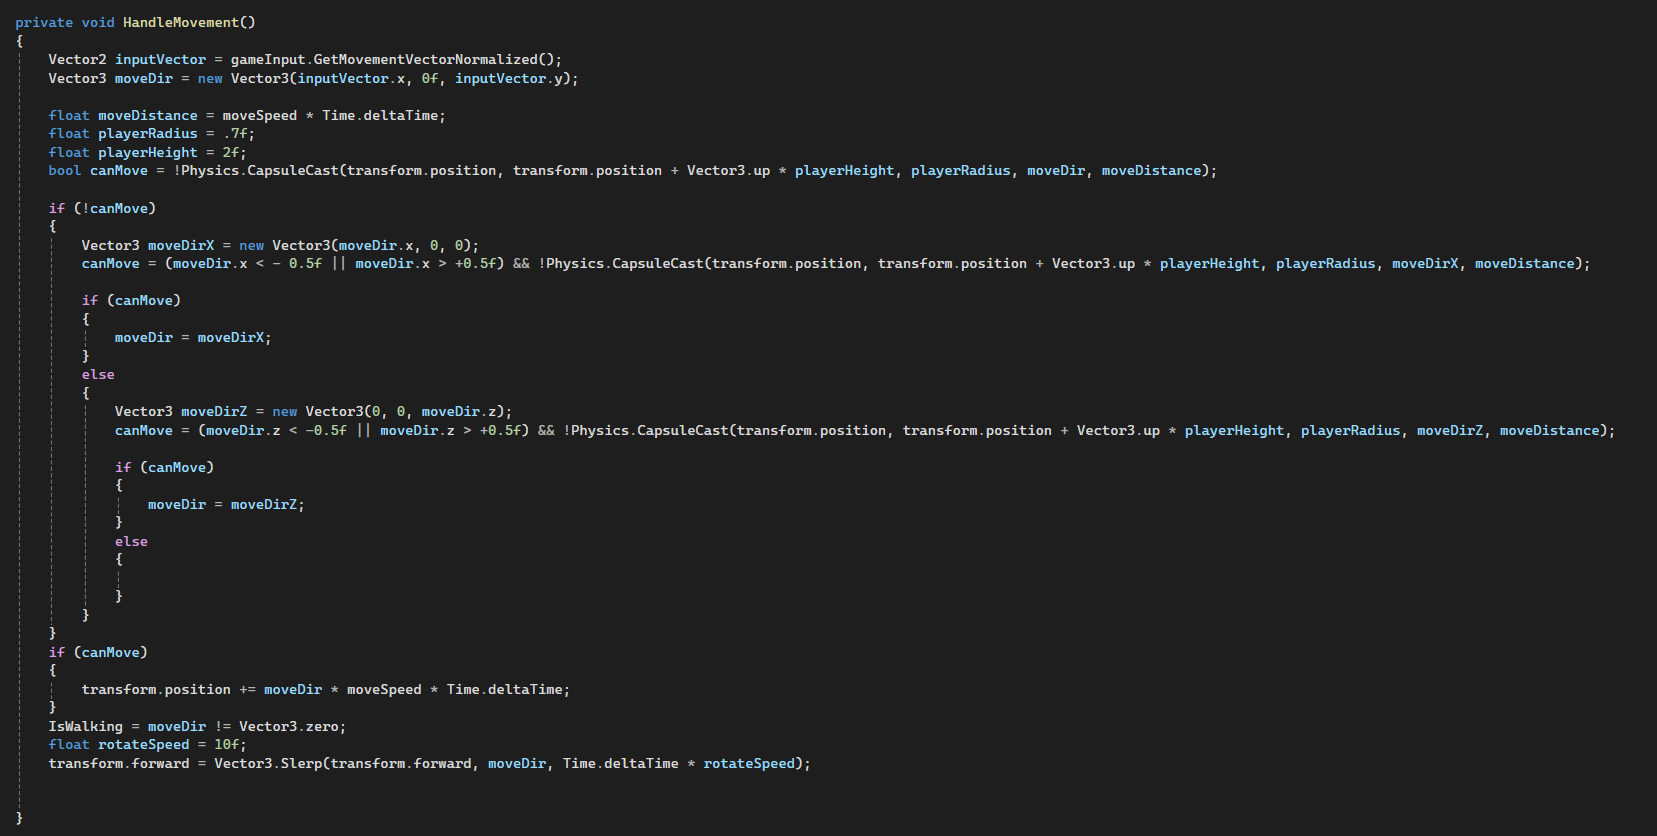 private void HandleMovement()
{
    Vector2 inputVector = gameInput.GetMovementVectorNormalized();
    Vector3 moveDir = new Vector3(inputVector.x, 0f, inputVector.y);

    float moveDistance = moveSpeed * Time.deltaTime;
    float playerRadius = .7f;
    float playerHeight = 2f;
    bool canMove = !Physics.CapsuleCast(transform.position, transform.position + Vector3.up * playerHeight, playerRadius, moveDir, moveDistance);

    if (!canMove)
    {
        Vector3 moveDirX = new Vector3(moveDir.x, 0, 0);
        canMove = (moveDir.x < - 0.5f || moveDir.x > +0.5f) && !Physics.CapsuleCast(transform.position, transform.position + Vector3.up * playerHeight, playerRadius, moveDirX, moveDistance);

        if (canMove)
        {
            moveDir = moveDirX;
        }
        else
        {
            Vector3 moveDirZ = new Vector3(0, 0, moveDir.z);
            canMove = (moveDir.z < -0.5f || moveDir.z > +0.5f) && !Physics.CapsuleCast(transform.position, transform.position + Vector3.up * playerHeight, playerRadius, moveDirZ, moveDistance);

            if (canMove)
            {
                moveDir = moveDirZ;
            }
            else
            {

            }
        }
    }
    if (canMove)
    {
        transform.position += moveDir * moveSpeed * Time.deltaTime;
    }
    IsWalking = moveDir != Vector3.zero;
    float rotateSpeed = 10f;
    transform.forward = Vector3.Slerp(transform.forward, moveDir, Time.deltaTime * rotateSpeed);


}